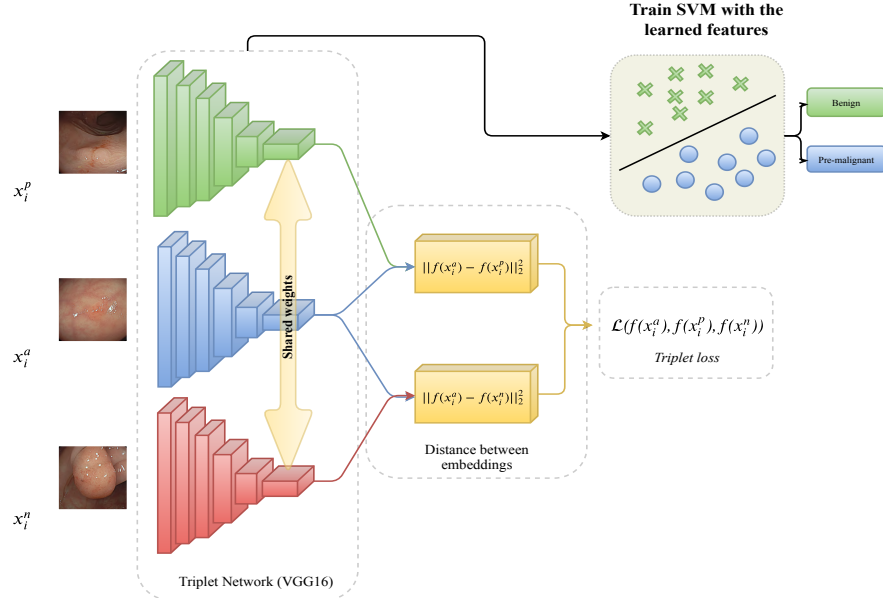 Train SVM with the
learned features
Benign
Pre-malignant
x_i^p
x_i^a
x_i^n
Shared weights
||f(x_i^a) − f(x_i^p)||_2^2
||f(x_i^a) − f(x_i^n)||_2^2
Distance between
embeddings
ℒ(f(x_i^a), f(x_i^p), f(x_i^n))
Triplet loss
Triplet Network (VGG16)